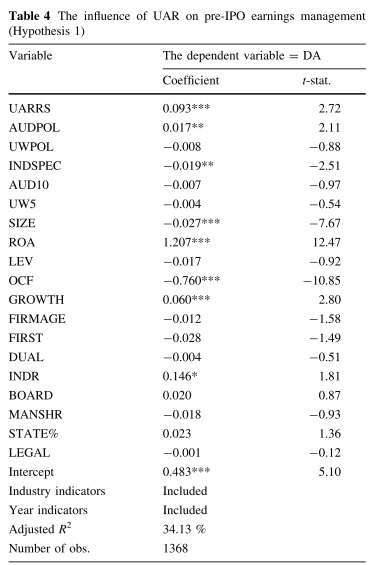 Table 4 The influence of UAR on pre-IPO earnings management
(Hypothesis 1)
Variable The dependent variable = DA
Coefficient t-stat.
UARRS 0.093*** 2.72
AUDPOL 0.017** 2.11
UWPOL −0.008 −0.88
INDSPEC −0.019** −2.51
AUD10 −0.007 −0.97
UW5 −0.004 −0.54
SIZE −0.027*** −7.67
ROA 1.207*** 12.47
LEV −0.017 −0.92
OCF −0.760*** −10.85
GROWTH 0.060*** 2.80
FIRMAGE −0.012 −1.58
FIRST −0.028 −1.49
DUAL −0.004 −0.51
INDR 0.146* 1.81
BOARD 0.020 0.87
MANSHR −0.018 −0.93
STATE% 0.023 1.36
LEGAL −0.001 −0.12
Intercept 0.483*** 5.10
Industry indicators Included
Year indicators Included
Adjusted R² 34.13 %
Number of obs. 1368